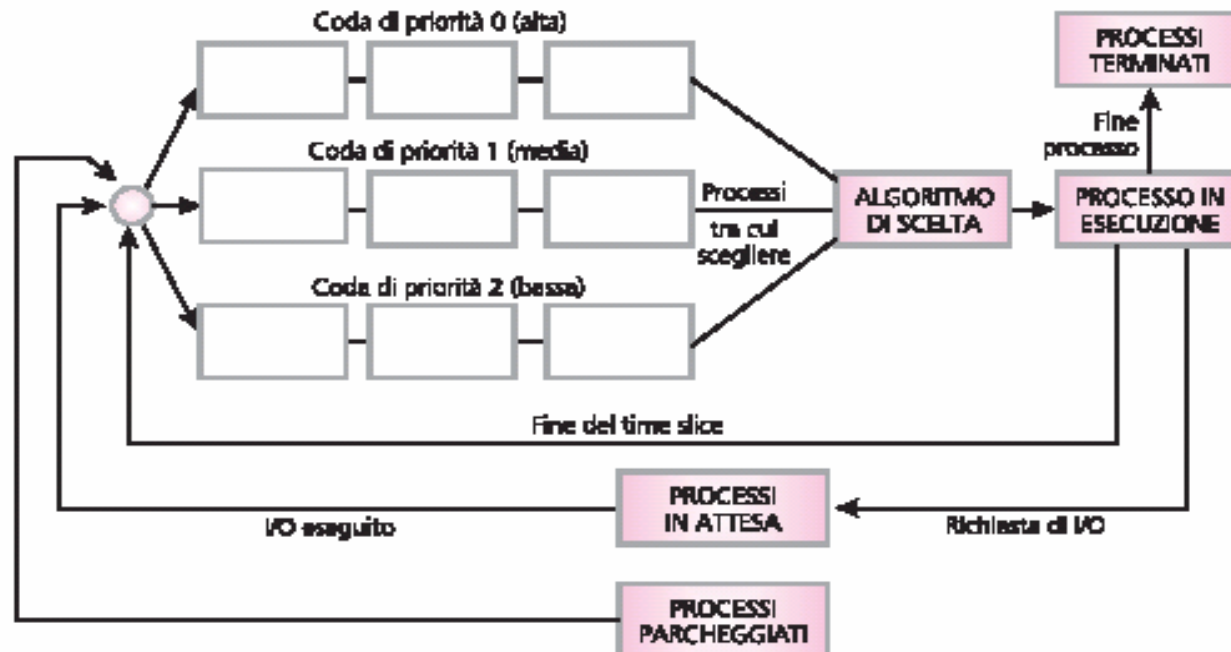 Coda di priorità 0 (alta)
PROCESSI
TERMINATI
Fine
processo
Coda di priorità 1 (media)
Processi
tra cui
scegliere
ALGORITMO
DI SCELTA
PROCESSO IN
ESECUZIONE
Coda di priorità 2 (bassa)
Fine del time slice
PROCESSI
IN ATTESA
I/O eseguito
Richiesta di I/O
PROCESSI
PARCHEGGIATI